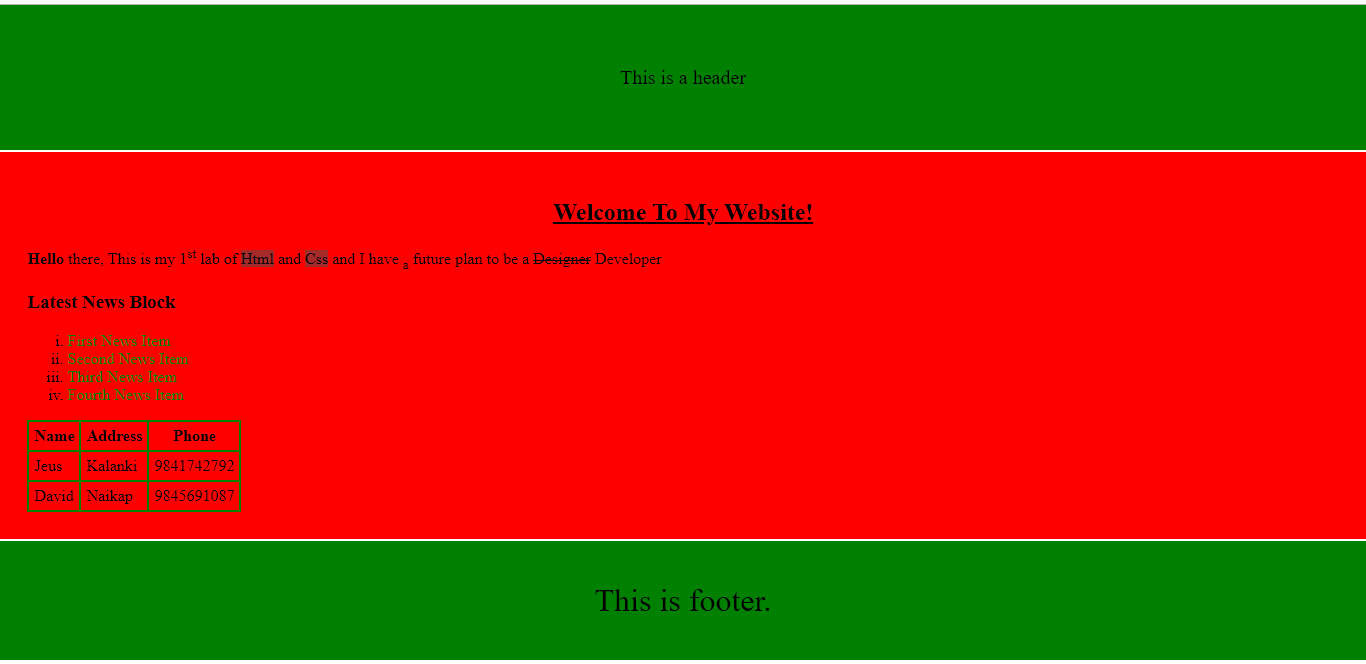 This is a header
Welcome To My Website!
Hello there, This is my 1st lab of Html and Css and I have a future plan to be a Designer Developer
Latest News Block
i. First News Item
ii. Second News Item
iii. Third News Item
iv. Fourth News Item
Name Address Phone
Jeus Kalanki 9841742792
David Naikap 9845691087
This is footer.